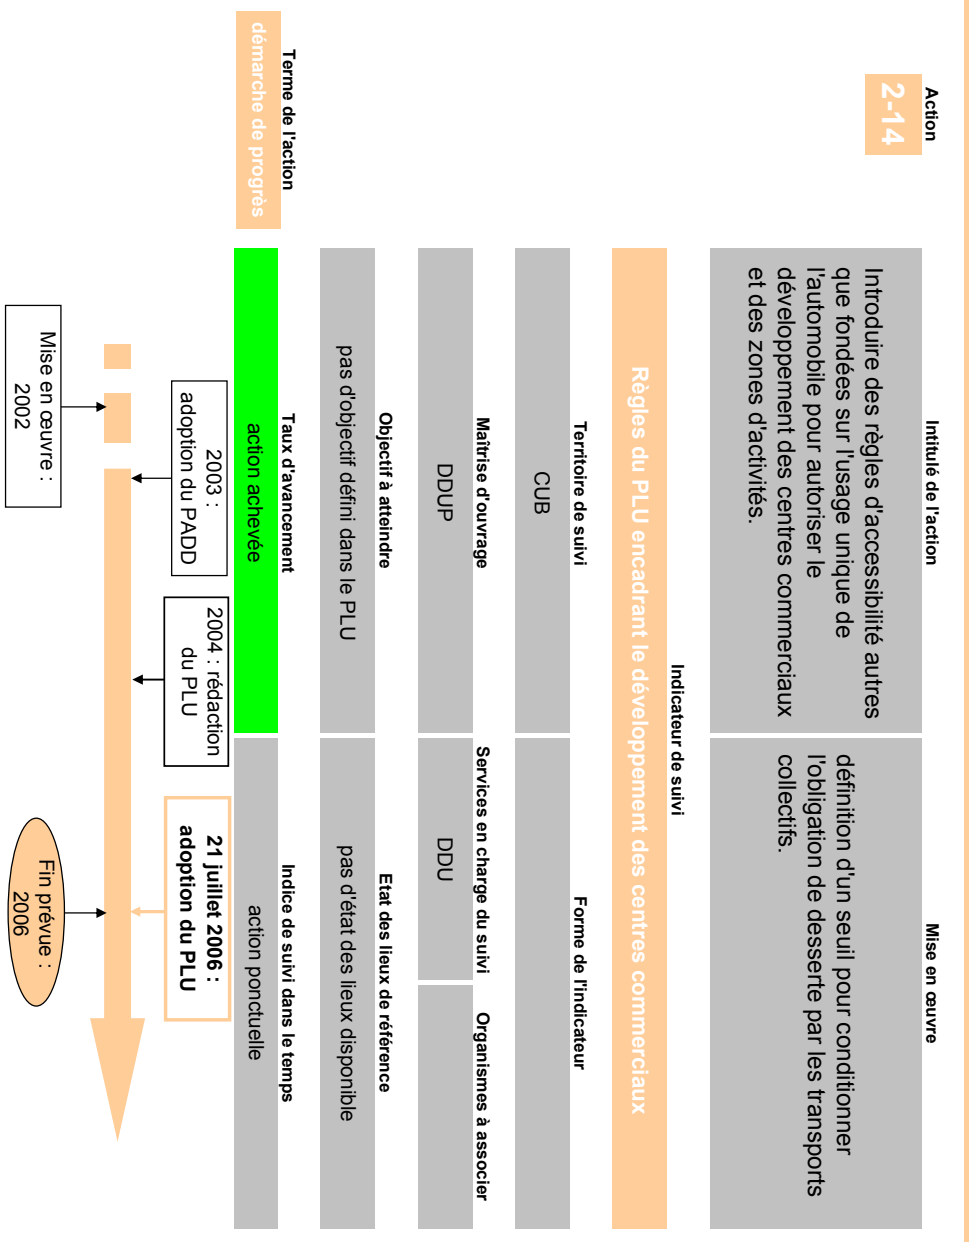 Action
2-14
Intitulé de l'action
Introduire des règles d'accessibilité autres
que fondées sur l'usage unique de
l'automobile pour autoriser le
développement des centres commerciaux
et des zones d'activités.
Mise en œuvre
définition d'un seuil pour conditionner
l'obligation de desserte par les transports
collectifs.
Indicateur de suivi
Règles du PLU encadrant le développement des centres commerciaux
Territoire de suivi
CUB
Forme de l'indicateur
Maîtrise d'ouvrage
DDUP
Services en charge du suivi
DDU
Organismes à associer
Objectif à atteindre
pas d'objectif défini dans le PLU
Etat des lieux de référence
pas d'état des lieux disponible
Terme de l'action
démarche de progrès
Taux d'avancement
action achevée
Indice de suivi dans le temps
action ponctuelle
2003 :
adoption du PADD
2004 : rédaction
du PLU
21 juillet 2006 :
adoption du PLU
Mise en œuvre :
2002
Fin prévue :
2006